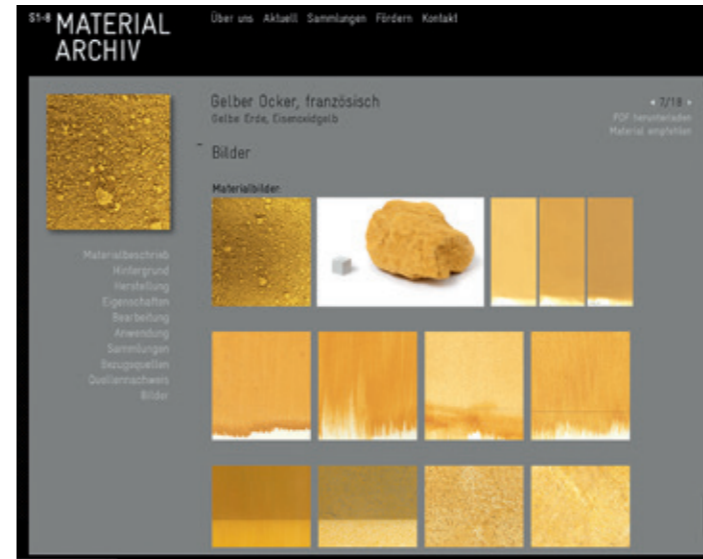 S1-8 MATERIAL
ARCHIV
Über uns Aktuell Sammlungen Fördern Kontakt
Gelber Ocker, französisch
Gelbe Erde, Eisenoxidgelb
7/18
PDF herunterladen
Material empfehlen
Bilder
Materialbilder
Materialbeschrieb
Hintergrund
Herstellung
Eigenschaften
Bearbeitung
Anwendung
Sammlungen
Bezugsquellen
Quellennachweis
Bilder